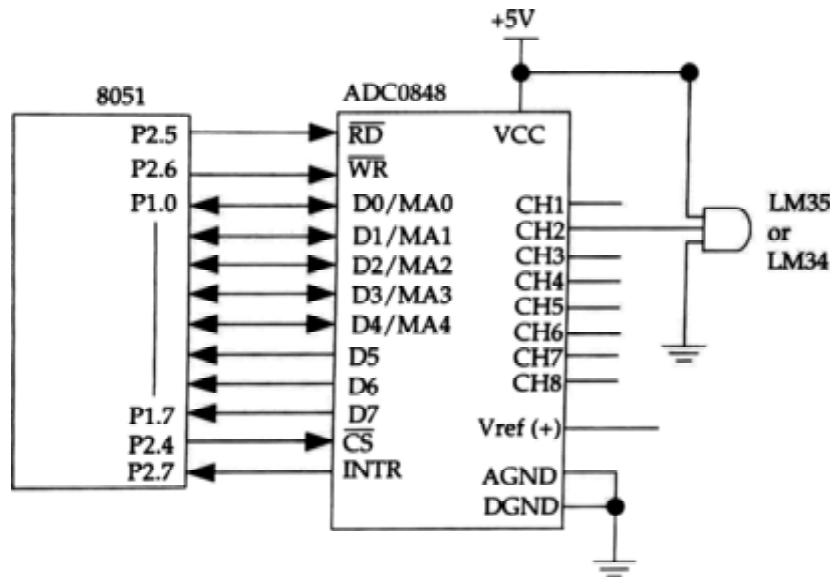 +5V
8051
ADC0848
P2.5
P2.6
P1.0
P1.7
P2.4
P2.7
RD
WR
D0/MA0
D1/MA1
D2/MA2
D3/MA3
D4/MA4
D5
D6
D7
CS
INTR
VCC
CH1
CH2
CH3
CH4
CH5
CH6
CH7
CH8
Vref (+)
AGND
DGND
LM35
or
LM34